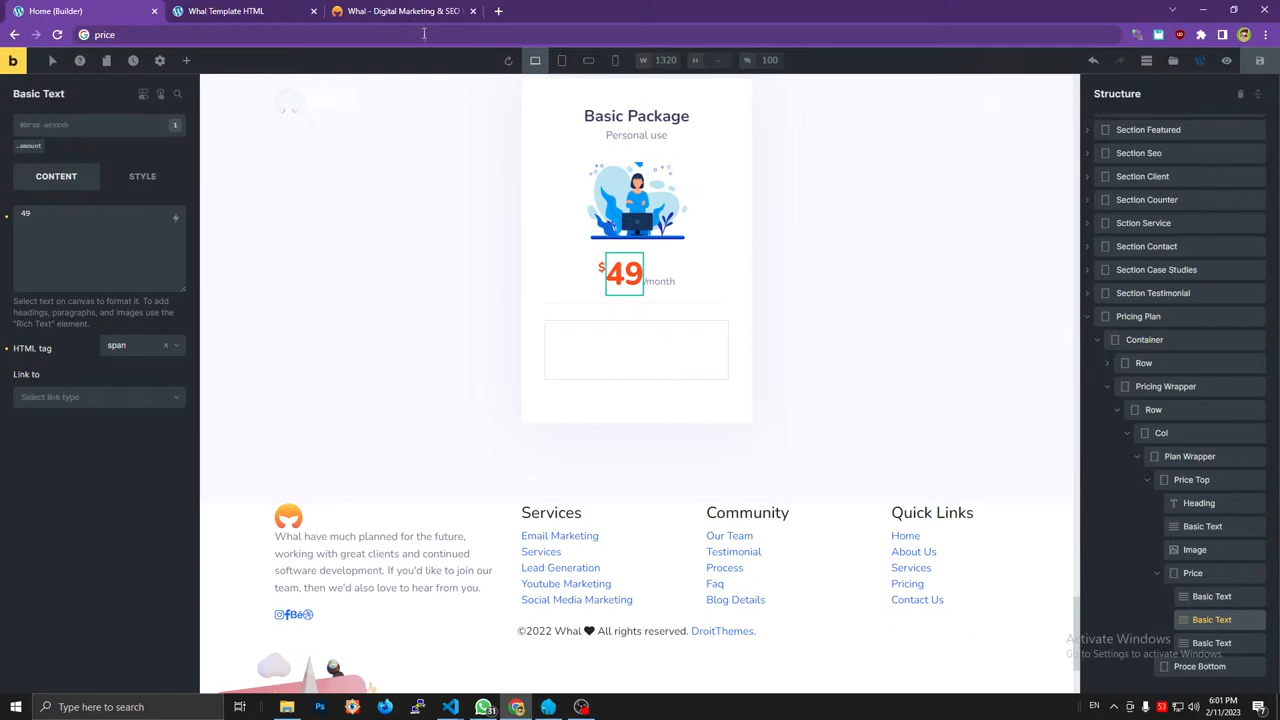 Home (Builder)
Whal Template HTML
Whal - Digital Marketing & SEO
price
b
W 1320 H - % 100
Basic Text
1
.amount
CONTENT STYLE
49
Select text on canvas to format it. To add
headings, paragraphs, and images use the
"Rich Text" element.
HTML tag
span
Link to
Select link type
Basic Package
Personal use
$49/month
Whal have much planned for the future,
working with great clients and continued
software development. If you'd like to join our
team, then we'd also love to hear from you.
Services
Email Marketing
Services
Lead Generation
Youtube Marketing
Social Media Marketing
Community
Our Team
Testimonial
Process
Faq
Blog Details
Quick Links
Home
About Us
Services
Pricing
Contact Us
©2022 Whal All rights reserved. DroitThemes.
Structure
Section Featured
Section Seo
Section Client
Section Counter
Sction Service
Section Contact
Section Case Studies
Section Testimonial
Pricing Plan
Container
Row
Pricing Wrapper
Row
Col
Plan Wrapper
Price Top
Heading
Basic Text
Image
Price
Basic Text
Basic Text
Basic Text
Proce Bottom
Activate Windows
Go to Settings to activate Windows.
Type here to search
31
EN
53
6:01 PM
2/11/2023